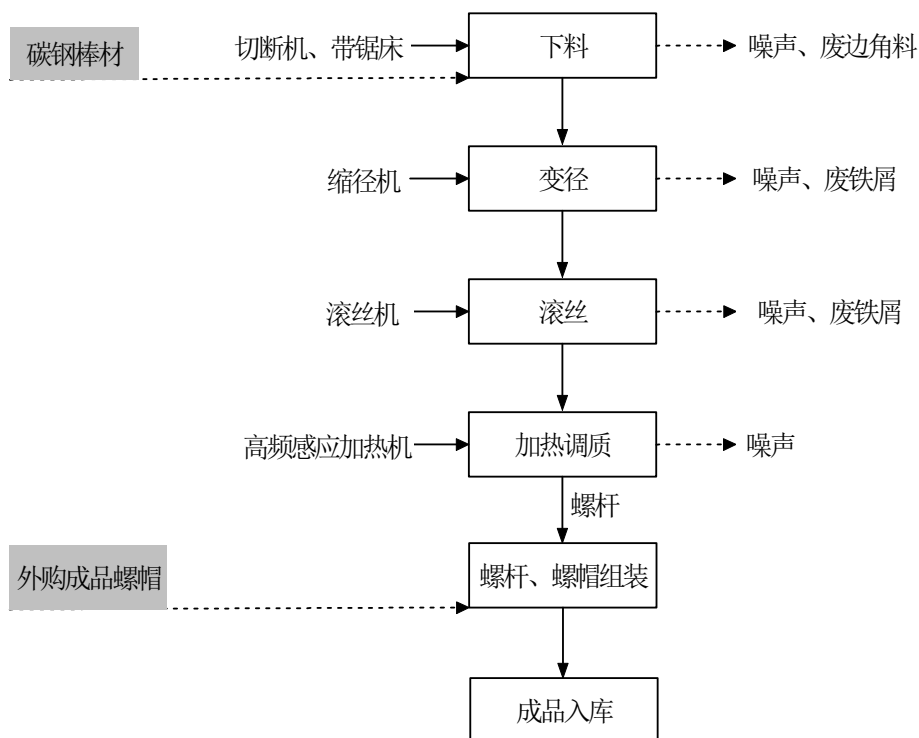 碳钢棒材
切断机、带锯床
下料
噪声、废边角料
缩径机
变径
噪声、废铁屑
滚丝机
滚丝
噪声、废铁屑
高频感应加热机
加热调质
噪声
螺杆
外购成品螺帽
螺杆、螺帽组装
成品入库